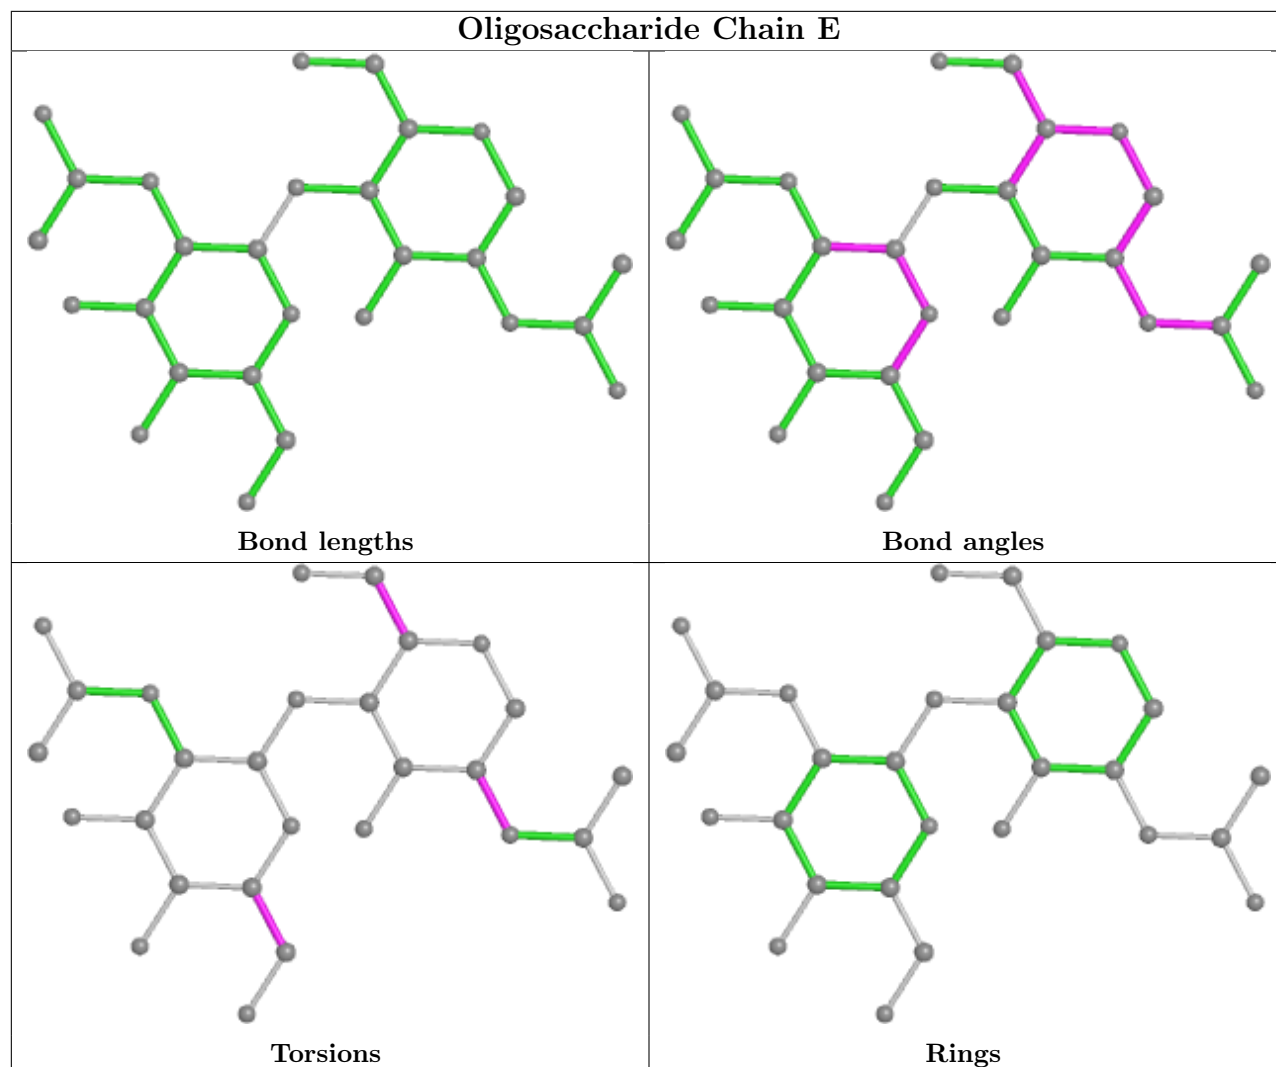 Oligosaccharide Chain E
Bond lengths
Bond angles
Torsions
Rings